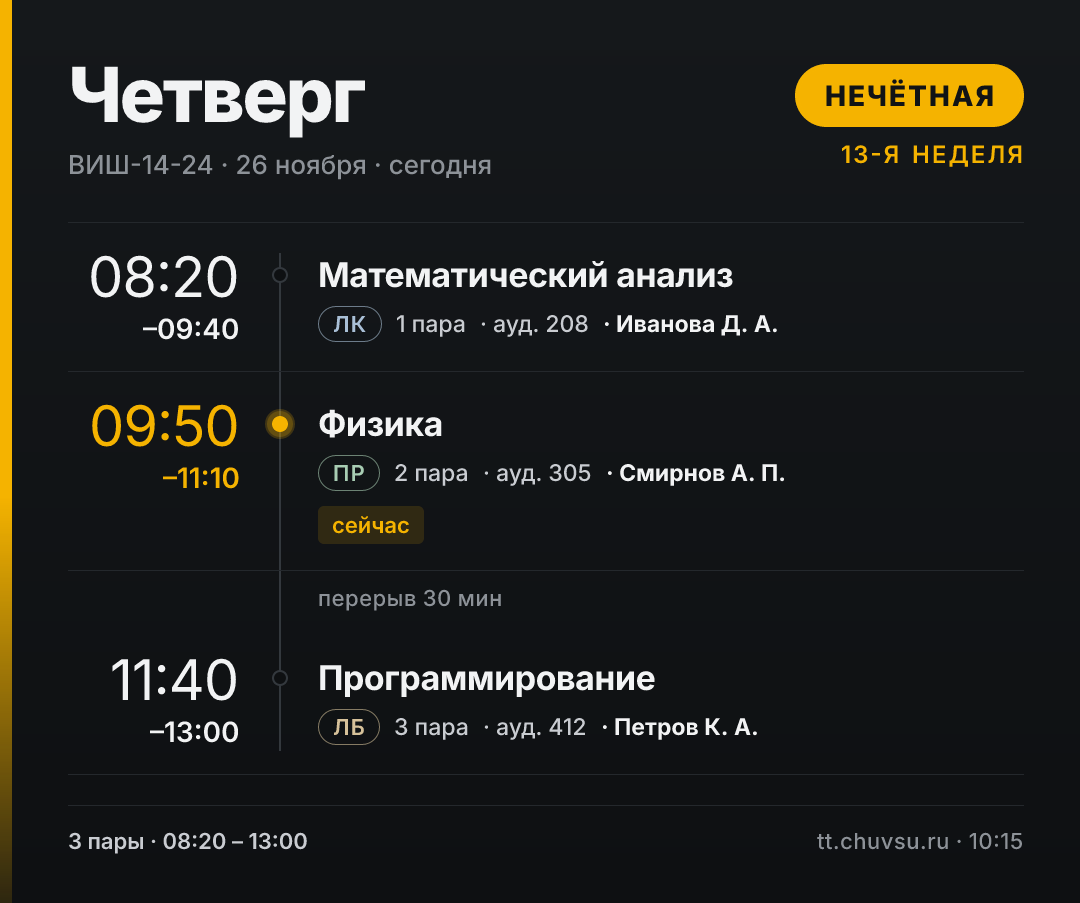 Четверг
НЕЧЁТНАЯ
ВИШ-14-24 · 26 ноября · сегодня
13-Я НЕДЕЛЯ
08:20
–09:40
Математический анализ
ЛК 1 пара · ауд. 208 · Иванова Д. А.
09:50
–11:10
Физика
ПР 2 пара · ауд. 305 · Смирнов А. П.
сейчас
перерыв 30 мин
11:40
–13:00
Программирование
ЛБ 3 пара · ауд. 412 · Петров К. А.
3 пары · 08:20 – 13:00
tt.chuvsu.ru · 10:15